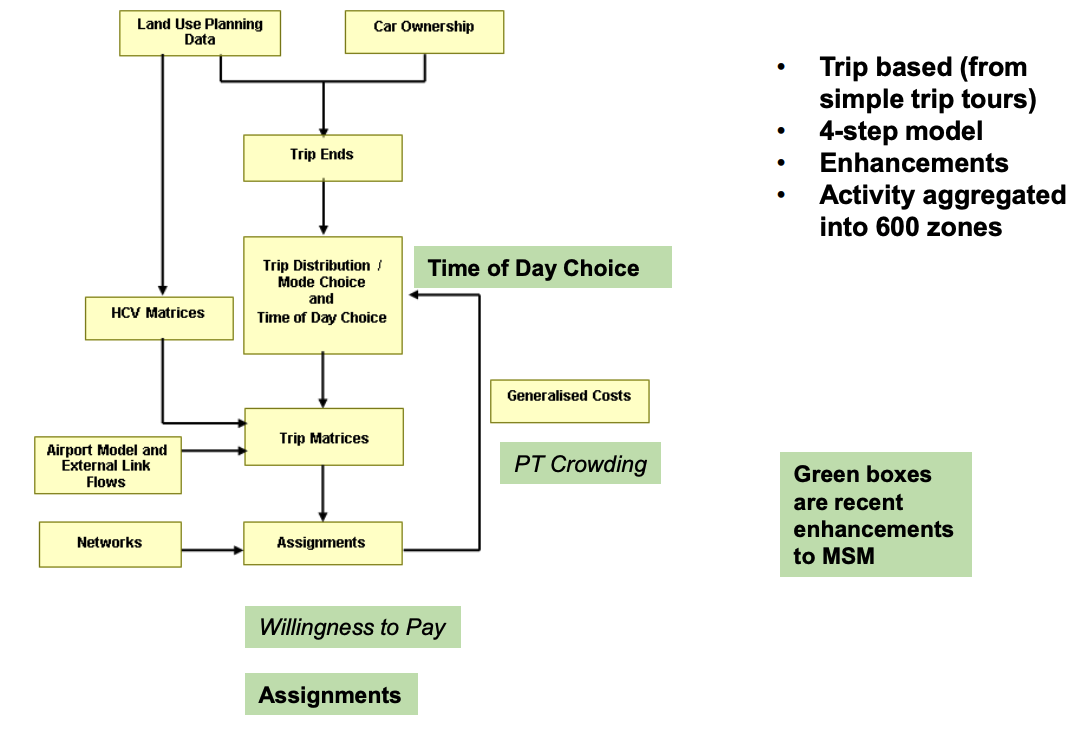 Land Use Planning
Data
Car Ownership
• Trip based (from
simple trip tours)
• 4-step model
• Enhancements
• Activity aggregated
into 600 zones
Trip Ends
Trip Distribution /
Mode Choice
and
Time of Day Choice
Time of Day Choice
HCV Matrices
Generalised Costs
Trip Matrices
Airport Model and
External Link
Flows
PT Crowding
Green boxes
are recent
enhancements
to MSM
Networks
Assignments
Willingness to Pay
Assignments